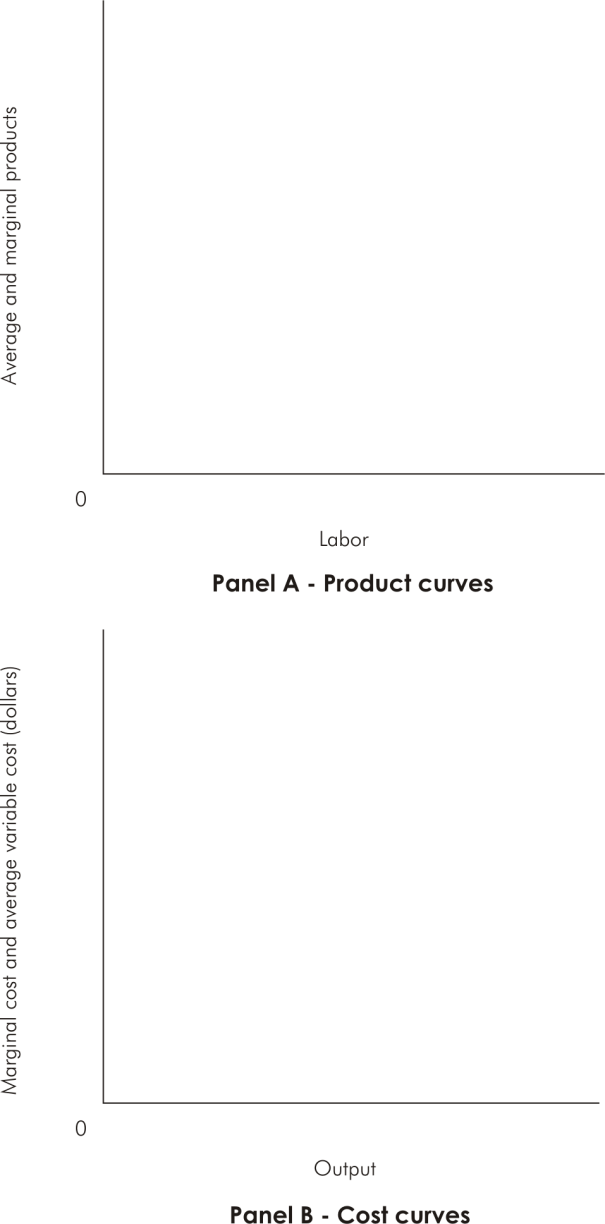 Average and marginal products
0
Labor
Panel A - Product curves
Marginal cost and average variable cost (dollars)
0
Output
Panel B - Cost curves